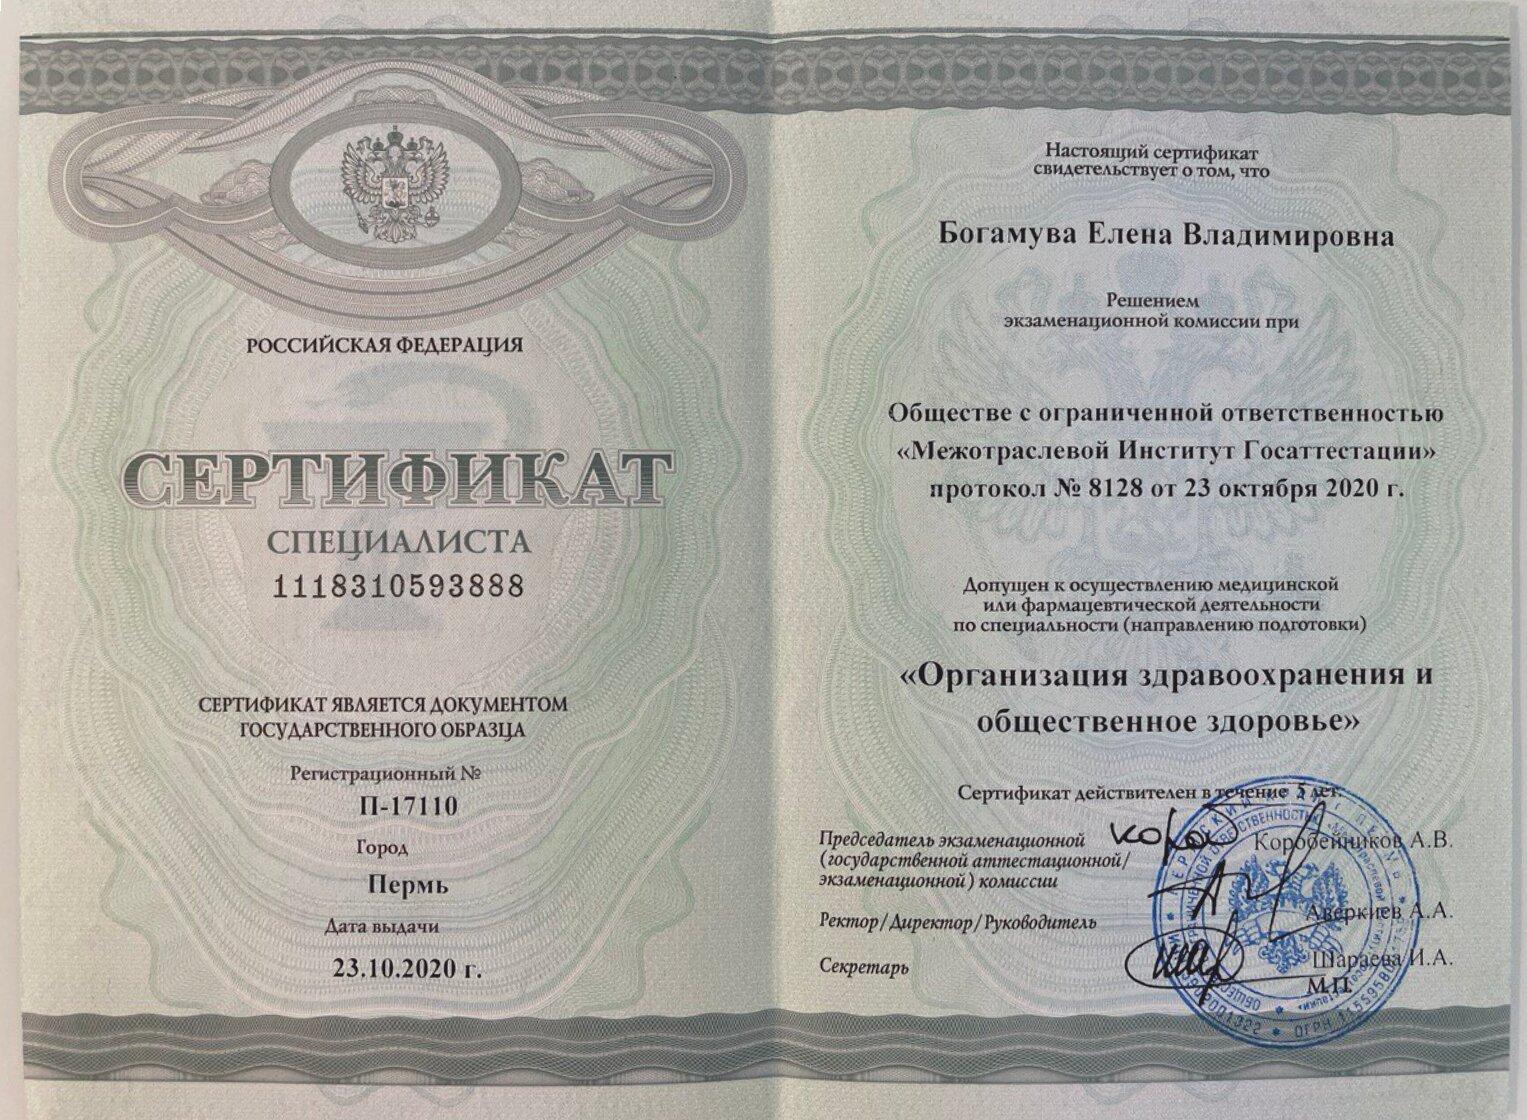 РОССИЙСКАЯ ФЕДЕРАЦИЯ
СЕРТИФИКАТ
СПЕЦИАЛИСТА
1118310593888
СЕРТИФИКАТ ЯВЛЯЕТСЯ ДОКУМЕНТОМ
ГОСУДАРСТВЕННОГО ОБРАЗЦА
Регистрационный №
П-17110
Город
Пермь
Дата выдачи
23.10.2020 г.
Настоящий сертификат
свидетельствует о том, что
Богамува Елена Владимировна
Решением
экзаменационной комиссии при
Обществе с ограниченной ответственностью
«Межотраслевой Институт Госаттестации»
протокол № 8128 от 23 октября 2020 г.
Допущен к осуществлению медицинской
или фармацевтической деятельности
по специальности (направлению подготовки)
«Организация здравоохранения и
общественное здоровье»
Сертификат действителен в течение 5 лет.
Председатель экзаменационной
(государственной аттестационной/
экзаменационной) комиссии
Коробейников А.В.
Ректор/Директор/Руководитель
Аверкиев А.А.
Секретарь
Шараева И.А.
М.П.